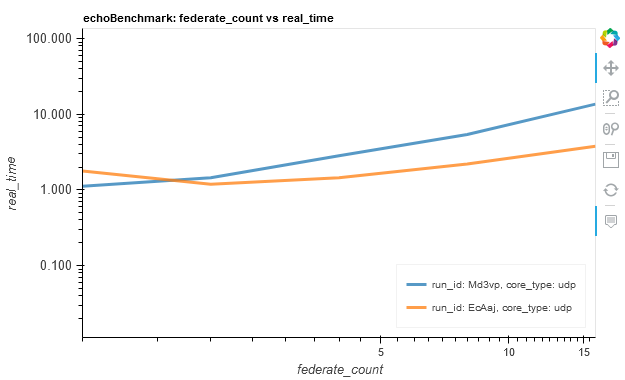 echoBenchmark: federate_count vs real_time
100.000
10.000
1.000
0.100
real_time
run_id: Md3vp, core_type: udp
run_id: EcAaj, core_type: udp
5
10
15
federate_count